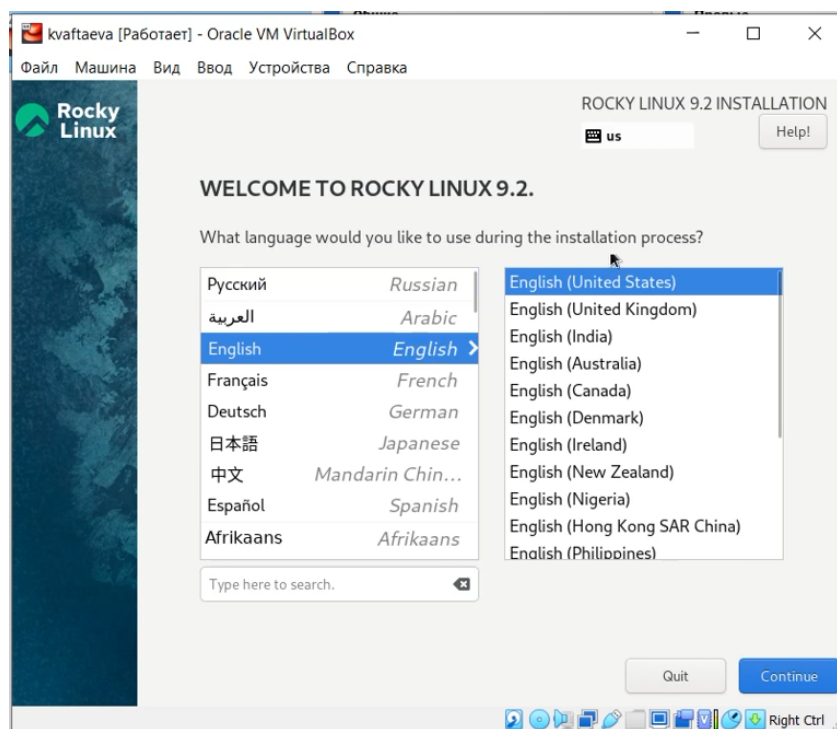 kvaftaeva [Работает] - Oracle VM VirtualBox
Файл Машина Вид Ввод Устройства Справка
Rocky
Linux
ROCKY LINUX 9.2 INSTALLATION
us
Help!
WELCOME TO ROCKY LINUX 9.2.
What language would you like to use during the installation process?
Русский Russian
العربية Arabic
English English
Français French
Deutsch German
日本語 Japanese
中文 Mandarin Chin...
Español Spanish
Afrikaans Afrikaans
Type here to search.
English (United States)
English (United Kingdom)
English (India)
English (Australia)
English (Canada)
English (Denmark)
English (Ireland)
English (New Zealand)
English (Nigeria)
English (Hong Kong SAR China)
English (Philippines)
Quit
Continue
Right Ctrl